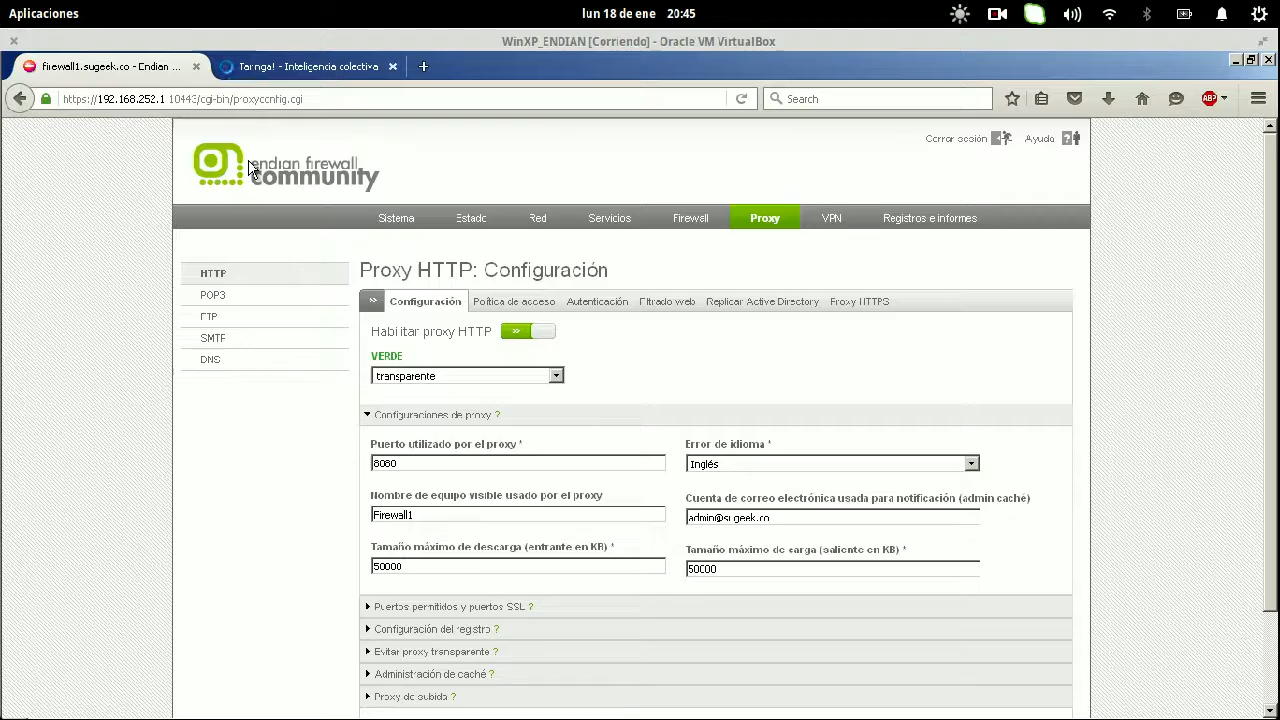 Aplicaciones
lun 18 de ene 20:45
WinXP_ENDIAN [Corriendo] - Oracle VM VirtualBox
firewall1.sugeek.co - Endian ...
Taringa! - Inteligencia colectiva
https://192.168.252.1:10443/cgi-bin/proxyconfig.cgi
Search
ABP
Cerrar sesión
Ayuda
endian firewall
community
Sistema
Estado
Red
Servicios
Firewall
Proxy
VPN
Registros e informes
HTTP
POP3
FTP
SMTP
DNS
Proxy HTTP: Configuración
» Configuración Política de acceso Autenticación Filtrado web Replicar Active Directory Proxy HTTPS
Habilitar proxy HTTP »
VERDE
transparente
Configuraciones de proxy ?
Puerto utilizado por el proxy *
8080
Error de idioma *
Inglés
Nombre de equipo visible usado por el proxy
Firewall1
Cuenta de correo electrónica usada para notificación (admin caché)
admin@sugeek.co
Tamaño máximo de descarga (entrante en KB) *
50000
Tamaño máximo de carga (saliente en KB) *
50000
Puertos permitidos y puertos SSL ?
Configuración del registro ?
Evitar proxy transparente ?
Administración de caché ?
Proxy de subida ?